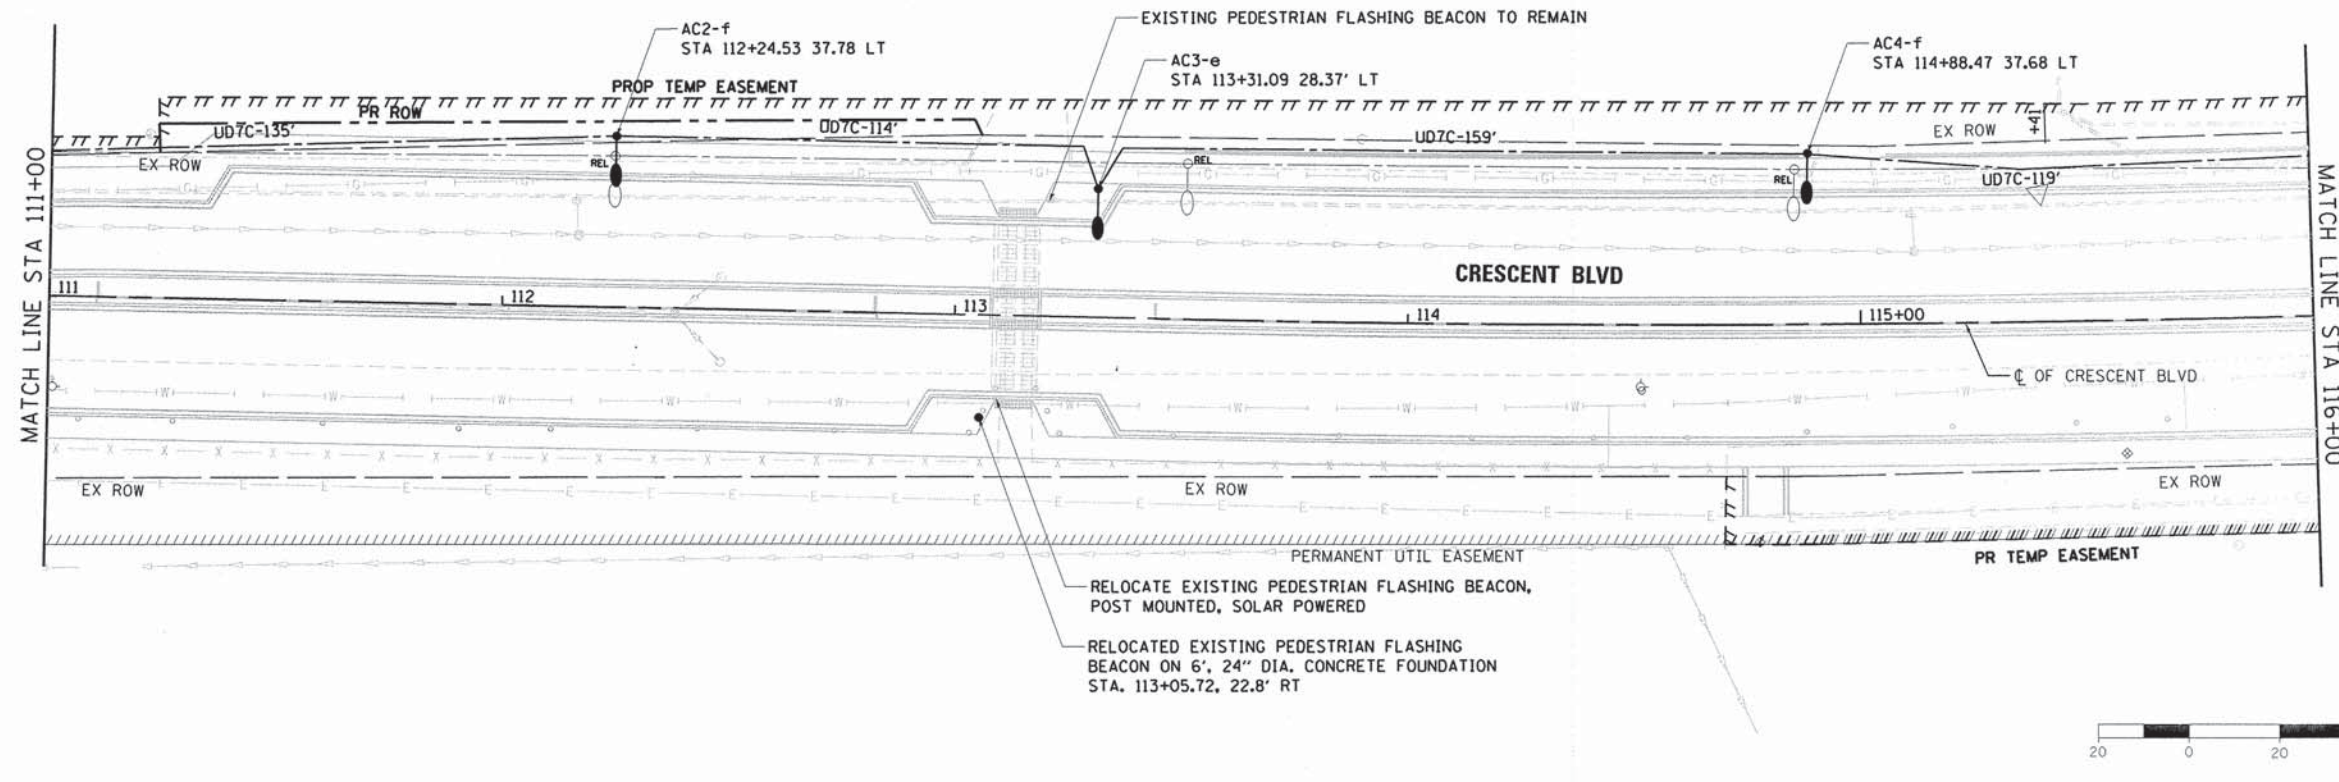 EXISTING PEDESTRIAN FLASHING BEACON TO REMAIN
AC2-f
STA 112+24.53 37.78 LT
AC3-e
STA 113+31.09 28.37' LT
AC4-f
STA 114+88.47 37.68 LT
PROP TEMP EASEMENT
PR ROW
UD7C-135'
UD7C-114'
UD7C-159'
EX ROW
+41
EX ROW
REL
REL
REL
UD7C-119'
G
G
G
G
G
G
G
MATCH LINE STA 111+00
MATCH LINE STA 116+00
CRESCENT BLVD
111
112
113
114
115+00
℄ OF CRESCENT BLVD
W
W
W
W
W
W
W
W
W
W
X X X X X X X X X X X X X X X X X X X X X
EX ROW
EX ROW
EX ROW
E E E E E E E E E E E E E E E E E E E
PERMANENT UTIL EASEMENT
PR TEMP EASEMENT
RELOCATE EXISTING PEDESTRIAN FLASHING BEACON,
POST MOUNTED, SOLAR POWERED
RELOCATED EXISTING PEDESTRIAN FLASHING
BEACON ON 6', 24" DIA. CONCRETE FOUNDATION
STA. 113+05.72, 22.8' RT
20 0 20